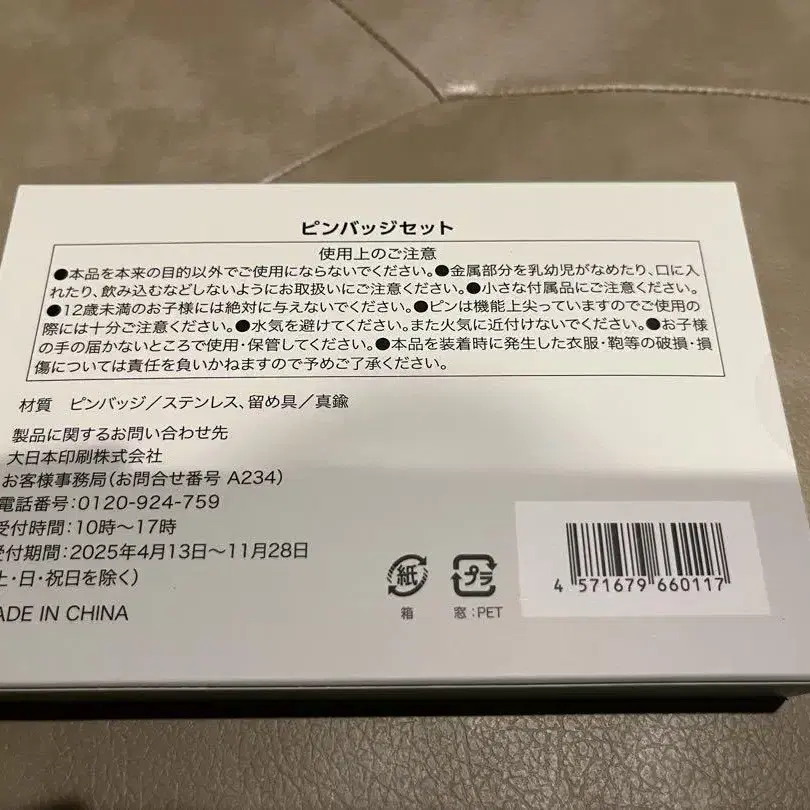 ピンバッジセット
使用上のご注意
●本品を本来の目的以外でご使用にならないでください。●金属部分を乳幼児がなめたり、口に入
れたり、飲み込むなどしないようにお取扱いにご注意ください。●小さな付属品にご注意ください。
●12歳未満のお子様には絶対に与えないでください。●ピンは機能上尖っていますのでご使用の
際には十分ご注意ください。●水気を避けてください。また火気に近付けないでください。●お子様
の手の届かないところで使用・保管してください。●本品を装着時に発生した衣服・鞄等の破損・損
傷については責任を負いかねますので予めご了承ください。
材質 ピンバッジ／ステンレス、留め具／真鍮
製品に関するお問い合わせ先
大日本印刷株式会社
お客様事務局(お問合せ番号 A234)
電話番号:0120-924-759
受付時間:10時～17時
受付期間:2025年4月13日～11月28日
土・日・祝日を除く)
ADE IN CHINA
紙
箱
プラ
窓:PET
4 571679 660117